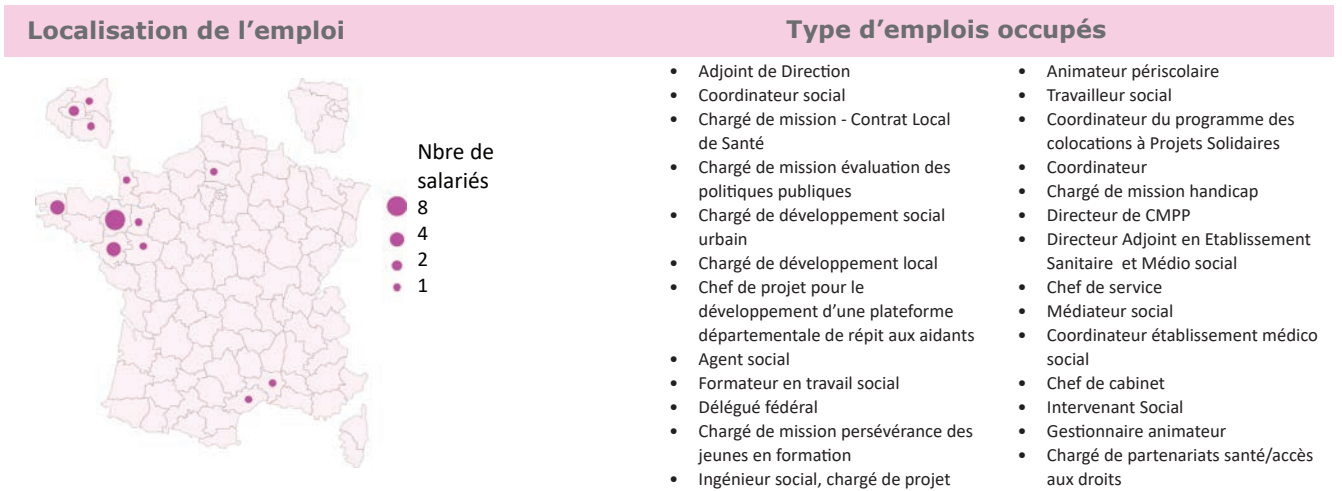 Localisation de l’emploi
Type d’emplois occupés
Nbre de
salariés
8
4
2
1
• Adjoint de Direction
• Coordinateur social
• Chargé de mission - Contrat Local
de Santé
• Chargé de mission évaluation des
politiques publiques
• Chargé de développement social
urbain
• Chargé de développement local
• Chef de projet pour le
développement d’une plateforme
départementale de répit aux aidants
• Agent social
• Formateur en travail social
• Délégué fédéral
• Chargé de mission persévérance des
jeunes en formation
• Ingénieur social, chargé de projet
• Animateur périscolaire
• Travailleur social
• Coordinateur du programme des
colocations à Projets Solidaires
• Coordinateur
• Chargé de mission handicap
• Directeur de CMPP
• Directeur Adjoint en Etablissement
Sanitaire et Médio social
• Chef de service
• Médiateur social
• Coordinateur établissement médico
social
• Chef de cabinet
• Intervenant Social
• Gestionnaire animateur
• Chargé de partenariats santé/accès
aux droits